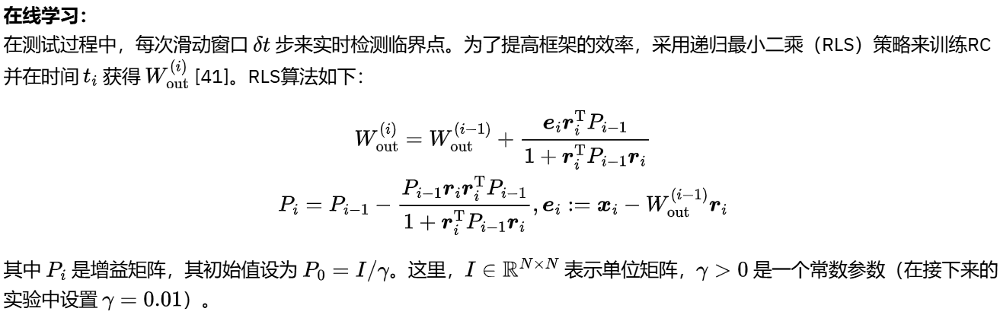 在线学习：
在测试过程中，每次滑动窗口 δt 步来实时检测临界点。为了提高框架的效率，采用递归最小二乘（RLS）策略来训练RC
并在时间 $t_i$ 获得 $W_{\text{out}}^{(i)}$ [41]。RLS算法如下：
$W_{\text{out}}^{(i)} = W_{\text{out}}^{(i-1)} + \frac{\boldsymbol{e}_i \boldsymbol{r}_i^{\mathrm{T}} P_{i-1}}{1 + \boldsymbol{r}_i^{\mathrm{T}} P_{i-1} \boldsymbol{r}_i}$
$P_i = P_{i-1} - \frac{P_{i-1} \boldsymbol{r}_i \boldsymbol{r}_i^{\mathrm{T}} P_{i-1}}{1 + \boldsymbol{r}_i^{\mathrm{T}} P_{i-1} \boldsymbol{r}_i}, \boldsymbol{e}_i := \boldsymbol{x}_i - W_{\text{out}}^{(i-1)} \boldsymbol{r}_i$
其中 $P_i$ 是增益矩阵，其初始值设为 $P_0 = I/\gamma$。这里，$I \in \mathbb{R}^{N \times N}$ 表示单位矩阵，$\gamma > 0$ 是一个常数参数（在接下来的
实验中设置 $\gamma = 0.01$）。